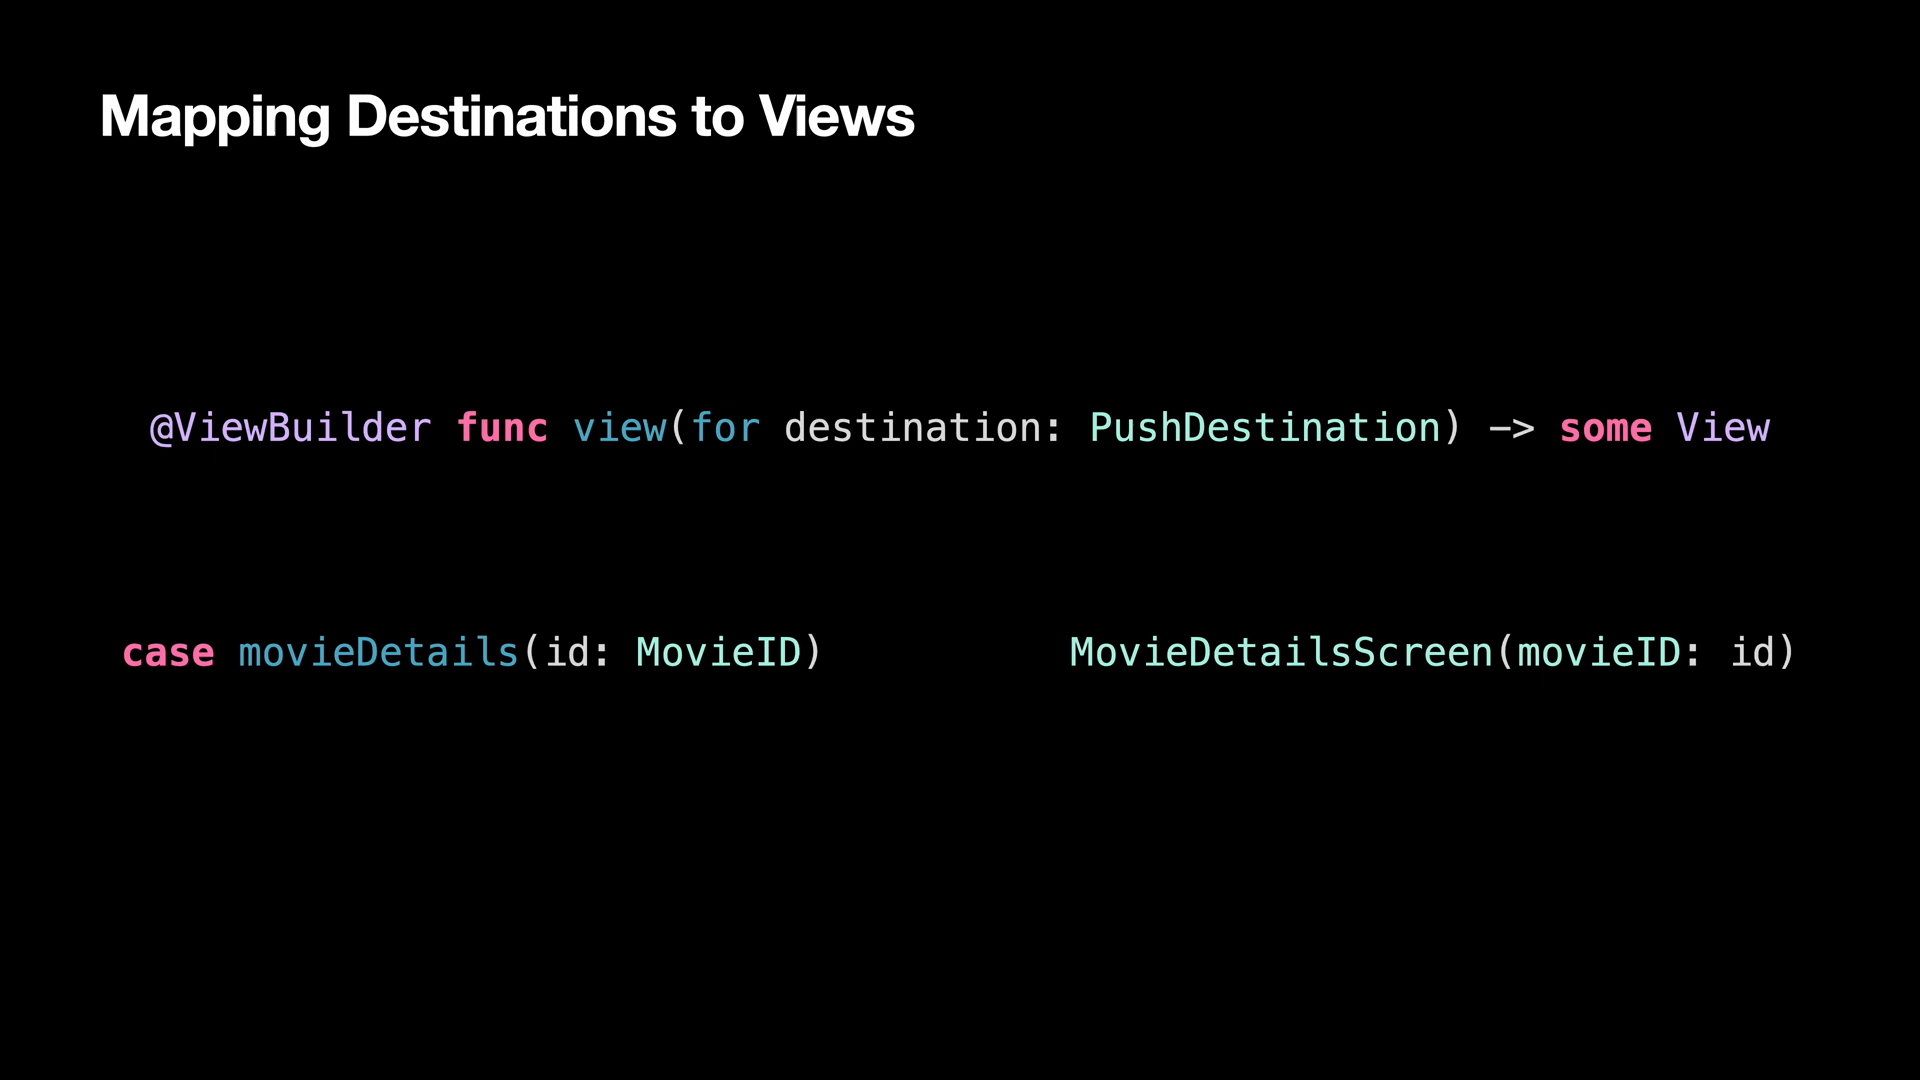 Mapping Destinations to Views
@ViewBuilder func view(for destination: PushDestination) -> some View
case movieDetails(id: MovieID)
MovieDetailsScreen(movieID: id)